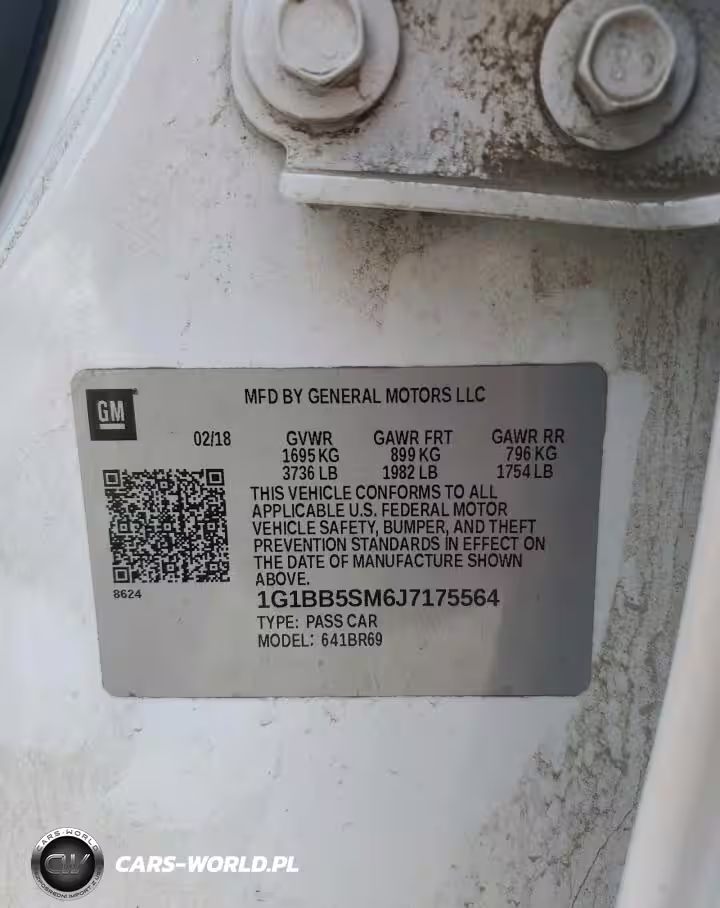 GM
MFD BY GENERAL MOTORS LLC
02/18 GVWR GAWR FRT GAWR RR
1695 KG 899 KG 796 KG
3736 LB 1982 LB 1754 LB
THIS VEHICLE CONFORMS TO ALL
APPLICABLE U.S. FEDERAL MOTOR
VEHICLE SAFETY, BUMPER, AND THEFT
PREVENTION STANDARDS IN EFFECT ON
THE DATE OF MANUFACTURE SHOWN
ABOVE.
8624
1G1BB5SM6J7175564
TYPE: PASS CAR
MODEL: 641BR69
CARS-WORLD
CW
CARS-WORLD.PL